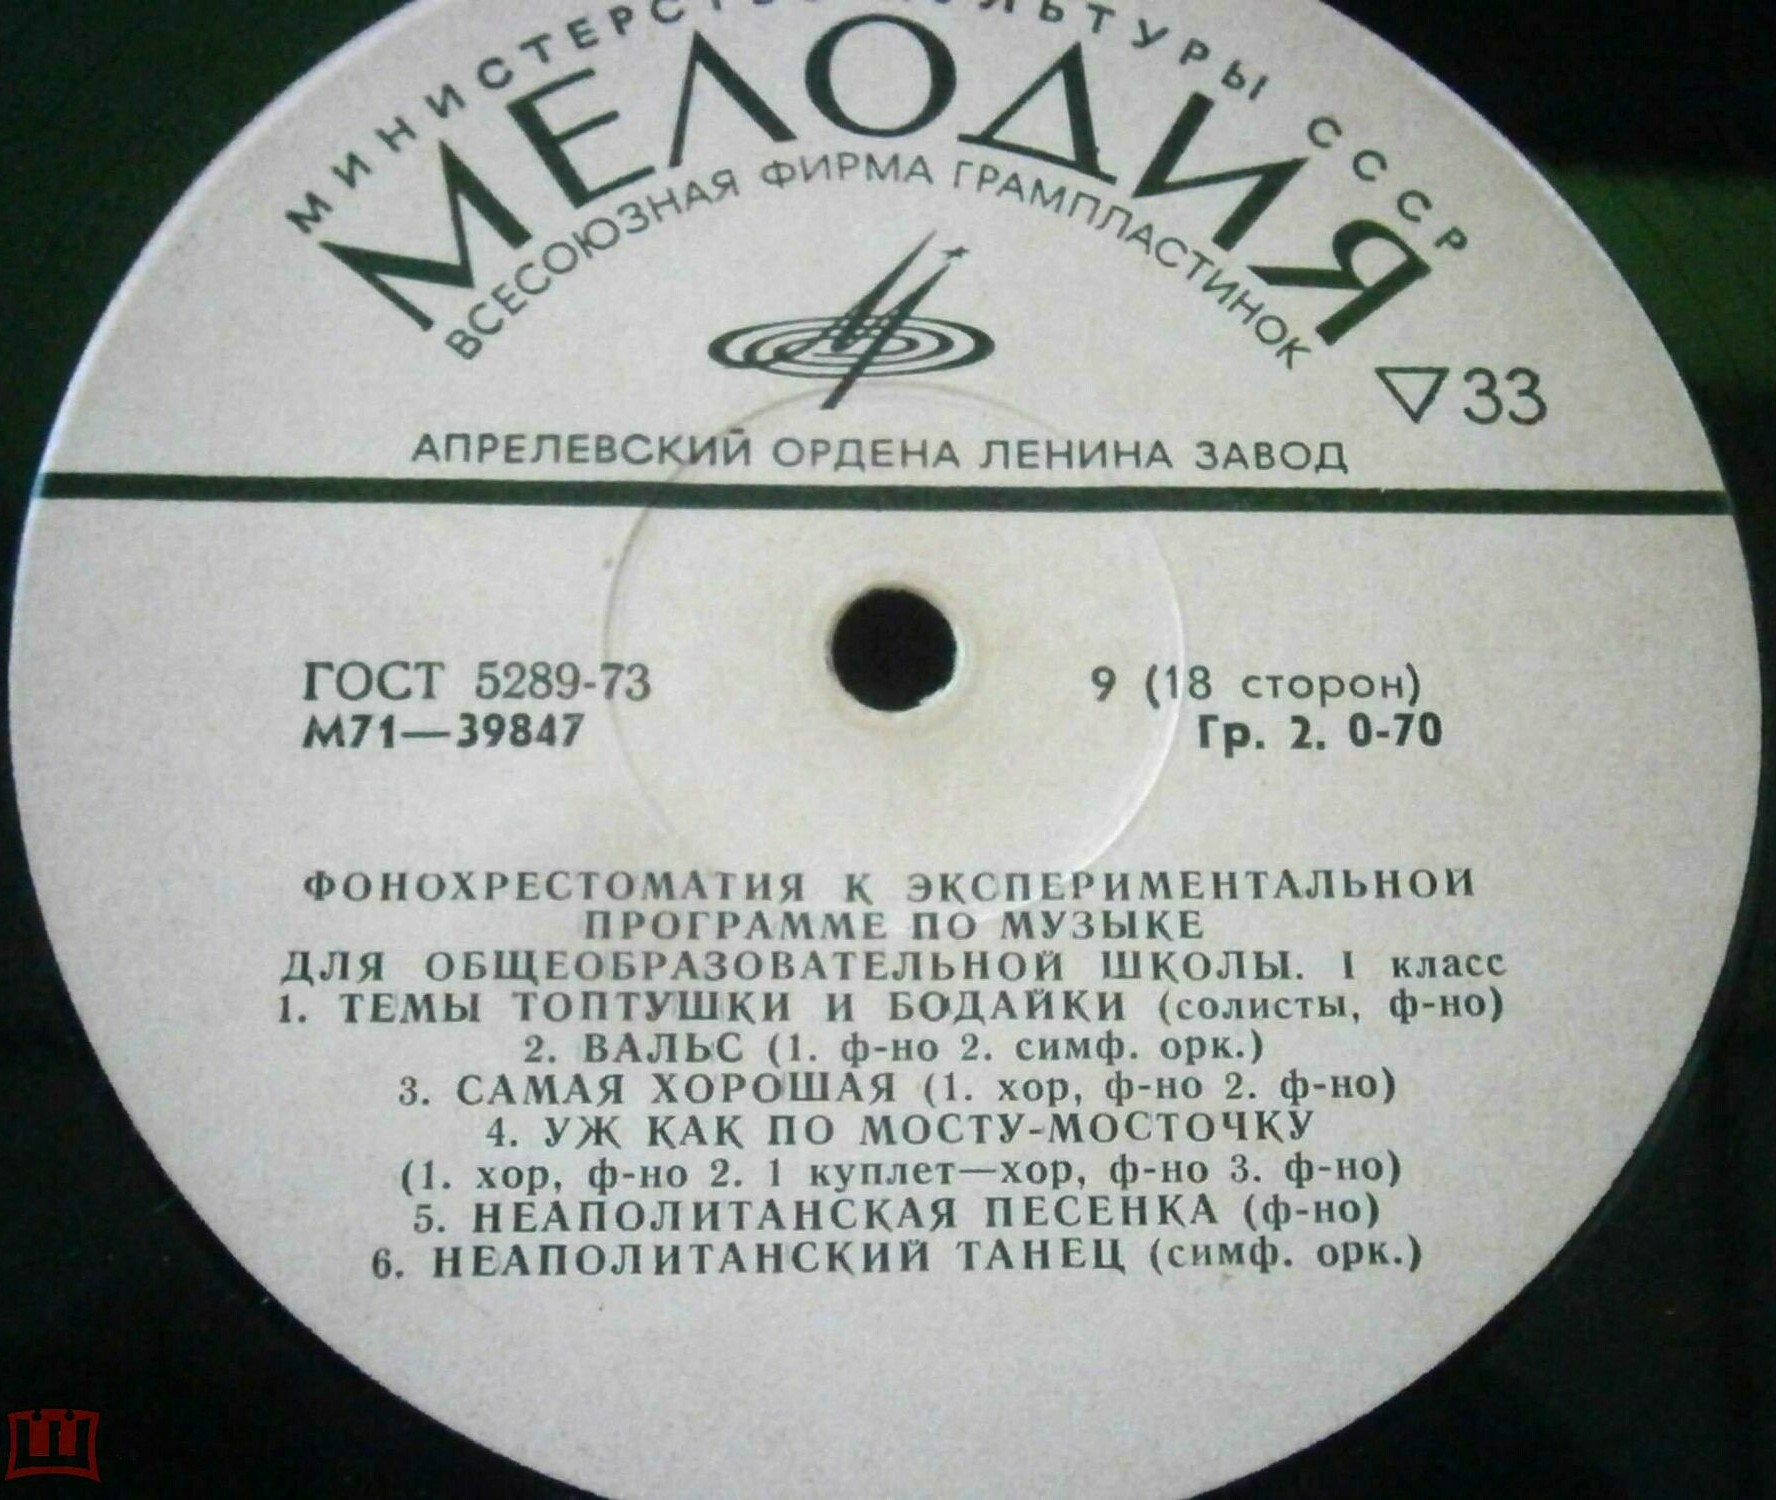 МИНИСТЕРСТВО КУЛЬТУРЫ СССР
МЕЛОДИЯ
ВСЕСОЮЗНАЯ ФИРМА ГРАМПЛАСТИНОК
▽33
АПРЕЛЕВСКИЙ ОРДЕНА ЛЕНИНА ЗАВОД
ГОСТ 5289-73
9 (18 сторон)
М71—39847
Гр. 2. 0-70
ФОНОХРЕСТОМАТИЯ К ЭКСПЕРИМЕНТАЛЬНОЙ
ПРОГРАММЕ ПО МУЗЫКЕ
ДЛЯ ОБЩЕОБРАЗОВАТЕЛЬНОЙ ШКОЛЫ. I класс
1. ТЕМЫ ТОПТУШКИ И БОДАЙКИ (солисты, ф-но)
2. ВАЛЬС (1. ф-но 2. симф. орк.)
3. САМАЯ ХОРОШАЯ (1. хор, ф-но 2. ф-но)
4. УЖ КАК ПО МОСТУ-МОСТОЧКУ
(1. хор, ф-но 2. 1 куплет—хор, ф-но 3. ф-но)
5. НЕАПОЛИТАНСКАЯ ПЕСЕНКА (ф-но)
6. НЕАПОЛИТАНСКИЙ ТАНЕЦ (симф. орк.)